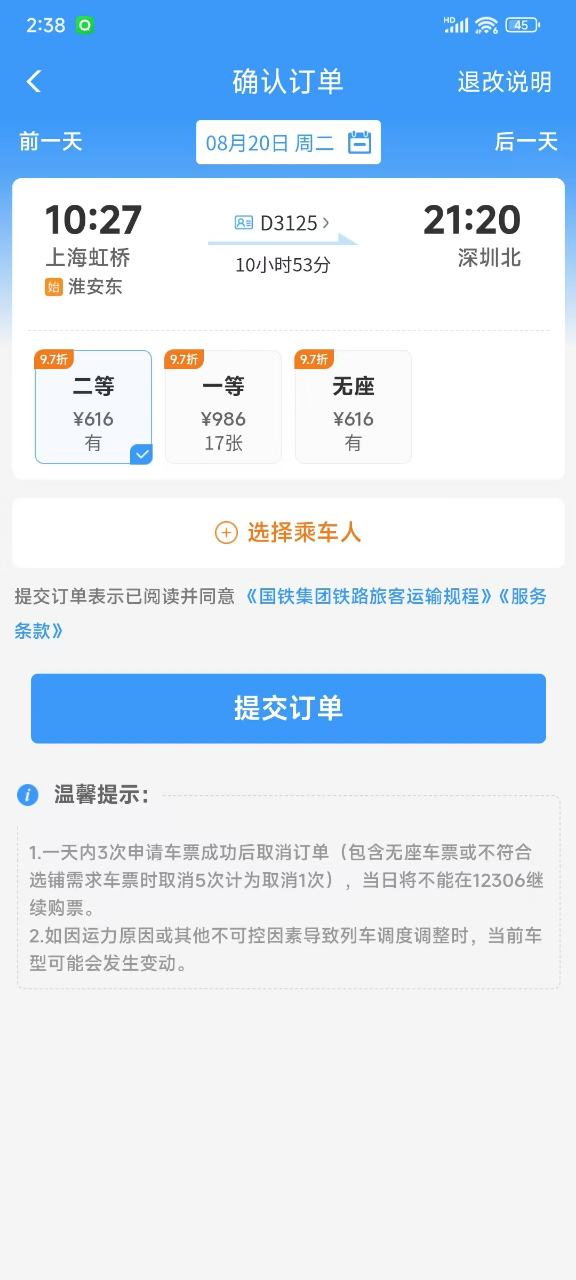 2:38 HD 6 45
确认订单 退改说明
前一天 08月20日 周二 后一天
10:27 D3125 21:20
上海虹桥 10小时53分 深圳北
始 淮安东
9.7折 9.7折 9.7折
二等 一等 无座
¥616 ¥986 ¥616
有 17张 有
选择乘车人
提交订单表示已阅读并同意 《国铁集团铁路旅客运输规程》《服务
条款》
提交订单
温馨提示：
1.一天内3次申请车票成功后取消订单（包含无座车票或不符合
选铺需求车票时取消5次计为取消1次），当日将不能在12306继
续购票。
2.如因运力原因或其他不可控因素导致列车调度调整时，当前车
型可能会发生变动。